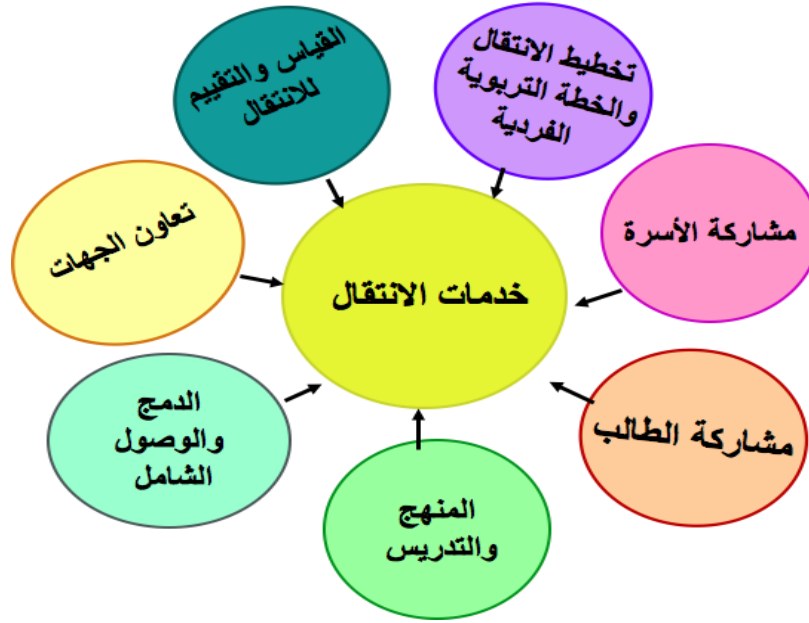 القياس والتقييم
للانتقال
تخطيط الانتقال
والخطة التربوية
الفردية
تعاون الجهات
مشاركة الأسرة
خدمات الانتقال
الدمج
والوصول
الشامل
مشاركة الطالب
المنهج
والتدريس